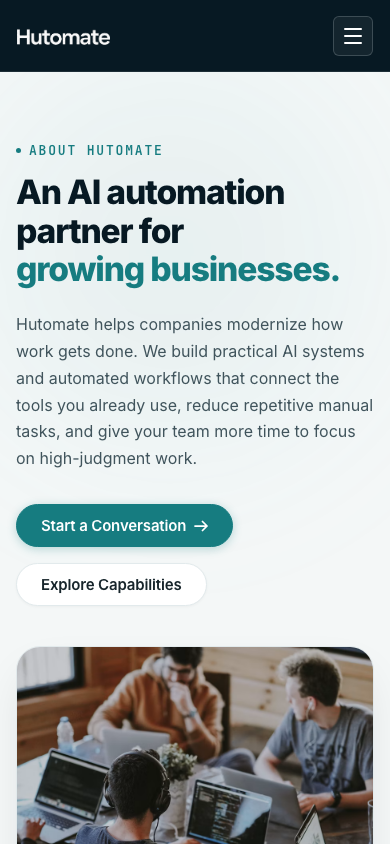 Hutomate
ABOUT HUTOMATE
An AI automation
partner for
growing businesses.
Hutomate helps companies modernize how
work gets done. We build practical AI systems
and automated workflows that connect the
tools you already use, reduce repetitive manual
tasks, and give your team more time to focus
on high-judgment work.
Start a Conversation →
Explore Capabilities